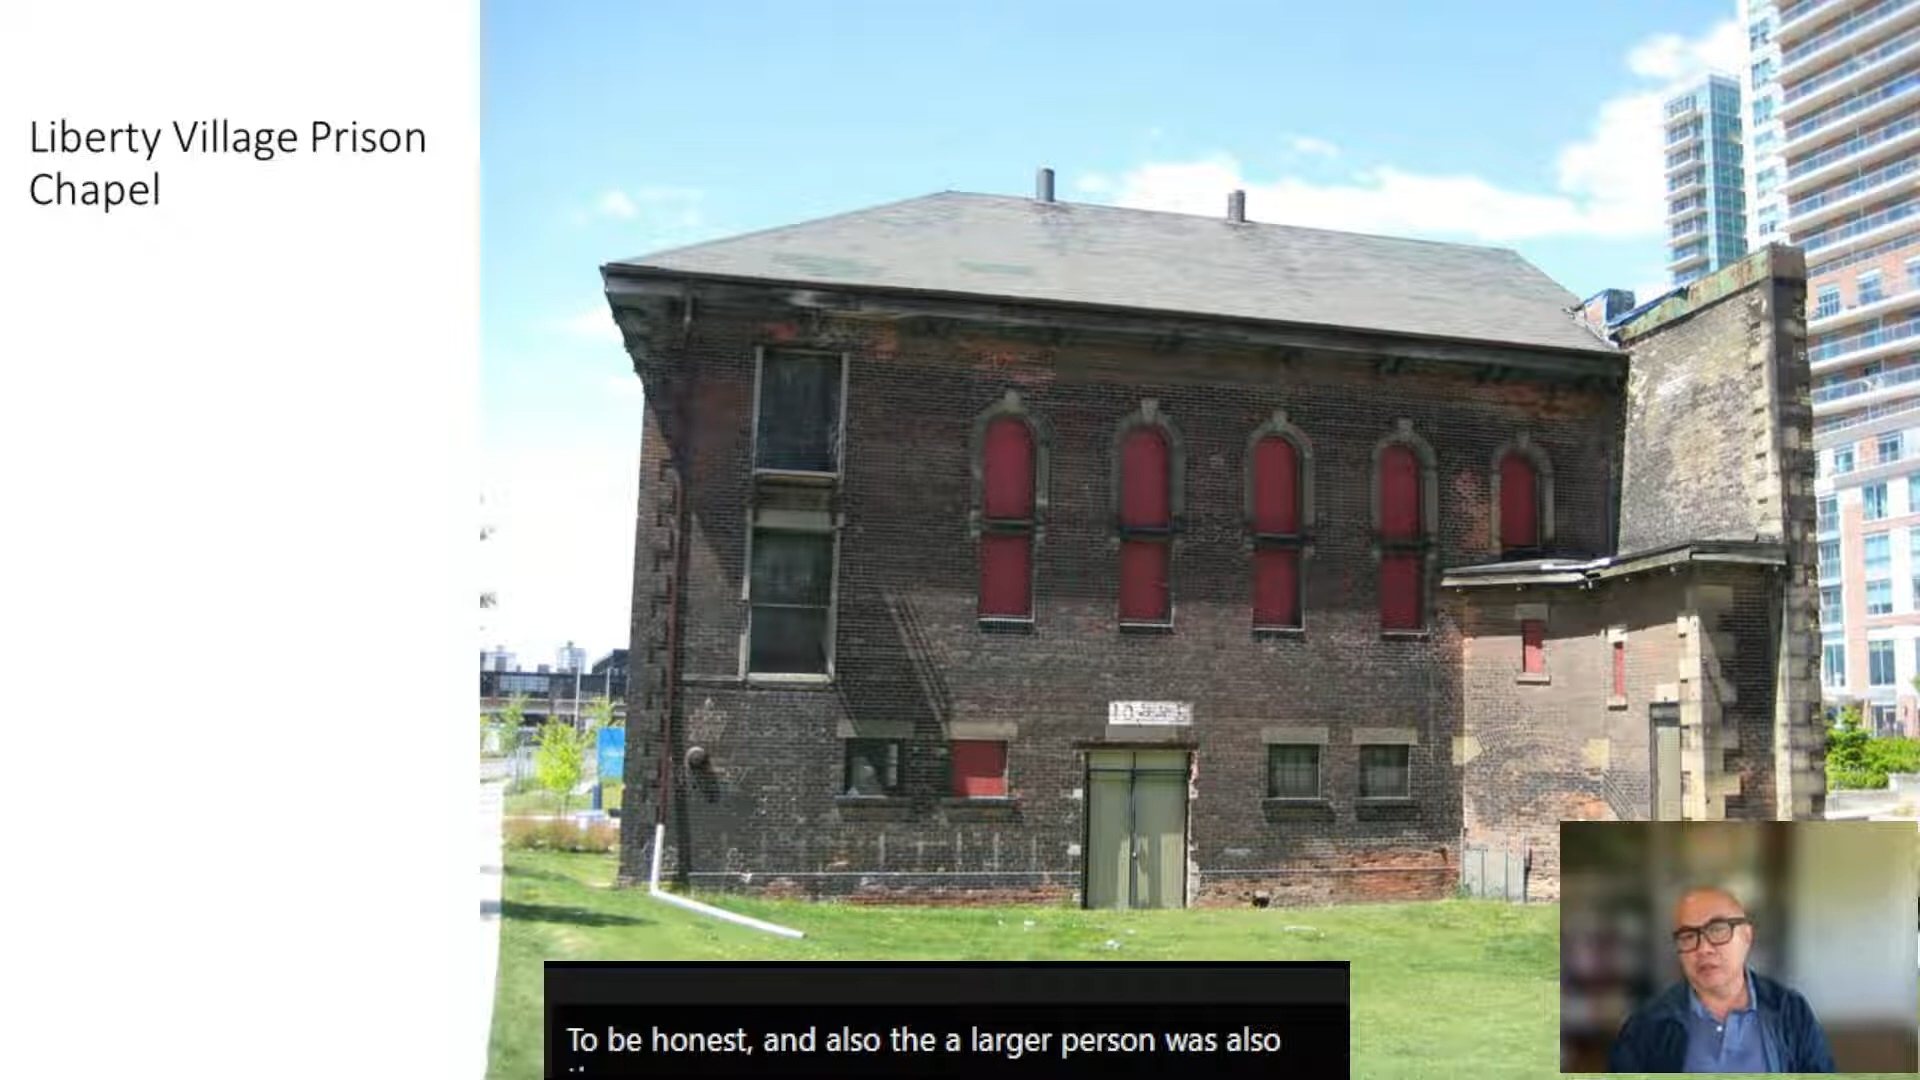 Liberty Village Prison
Chapel
To be honest, and also the a larger person was also